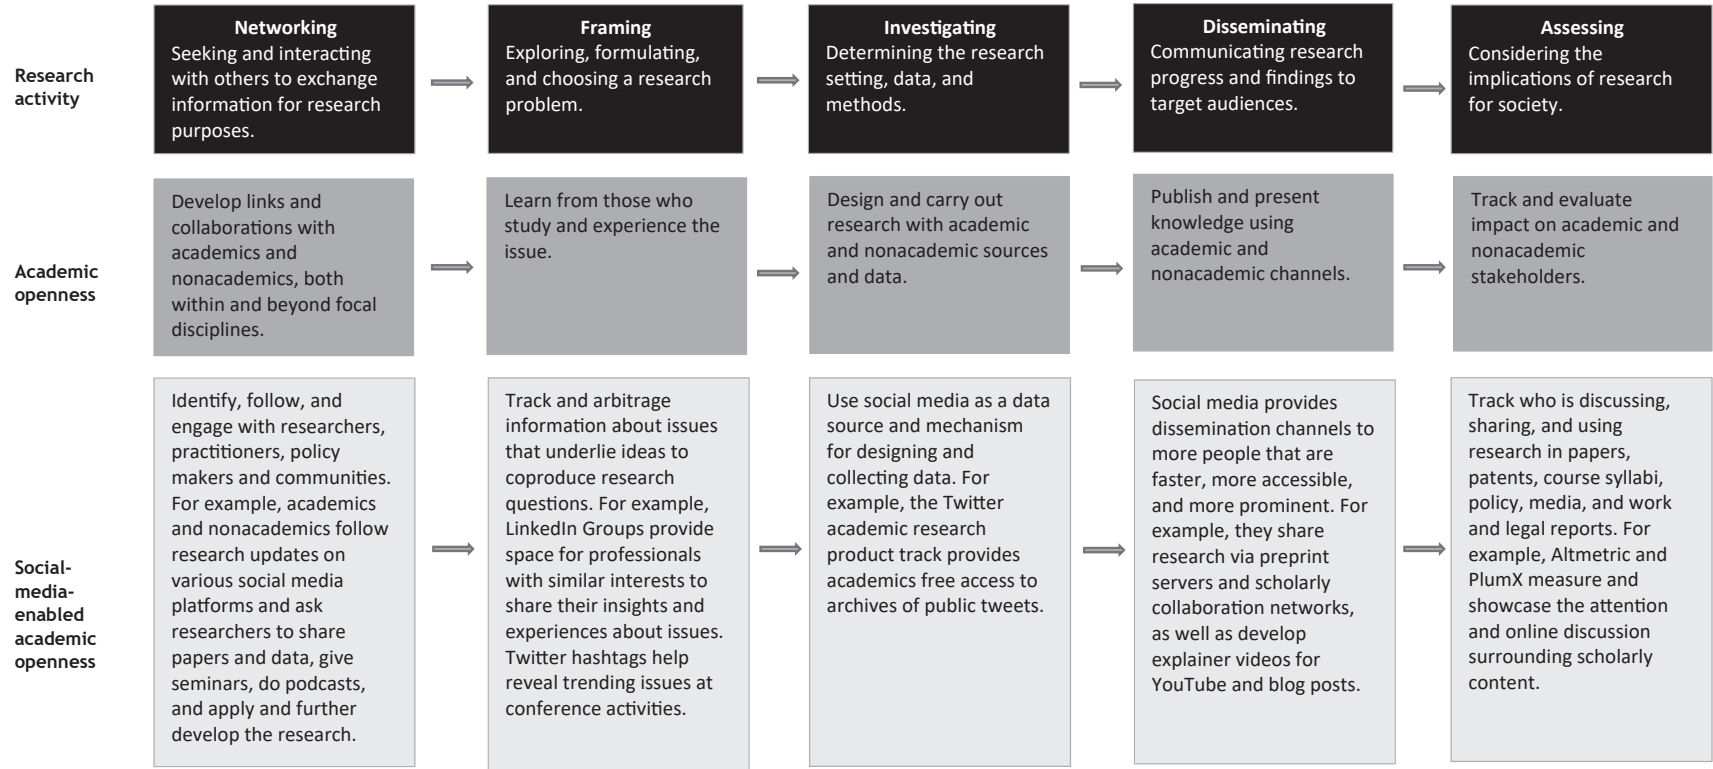 Research
activity
Networking
Seeking and interacting
with others to exchange
information for research
purposes.
Framing
Exploring, formulating,
and choosing a research
problem.
Investigating
Determining the research
setting, data, and
methods.
Disseminating
Communicating research
progress and findings to
target audiences.
Assessing
Considering the
implications of research
for society.
Academic
openness
Develop links and
collaborations with
academics and
nonacademics, both
within and beyond focal
disciplines.
Learn from those who
study and experience the
issue.
Design and carry out
research with academic
and nonacademic sources
and data.
Publish and present
knowledge using
academic and
nonacademic channels.
Track and evaluate
impact on academic and
nonacademic
stakeholders.
Social-
media-
enabled
academic
openness
Identify, follow, and
engage with researchers,
practitioners, policy
makers and communities.
For example, academics
and nonacademics follow
research updates on
various social media
platforms and ask
researchers to share
papers and data, give
seminars, do podcasts,
and apply and further
develop the research.
Track and arbitrage
information about issues
that underlie ideas to
coproduce research
questions. For example,
LinkedIn Groups provide
space for professionals
with similar interests to
share their insights and
experiences about issues.
Twitter hashtags help
reveal trending issues at
conference activities.
Use social media as a data
source and mechanism
for designing and
collecting data. For
example, the Twitter
academic research
product track provides
academics free access to
archives of public tweets.
Social media provides
dissemination channels to
more people that are
faster, more accessible,
and more prominent. For
example, they share
research via preprint
servers and scholarly
collaboration networks,
as well as develop
explainer videos for
YouTube and blog posts.
Track who is discussing,
sharing, and using
research in papers,
patents, course syllabi,
policy, media, and work
and legal reports. For
example, Altmetric and
PlumX measure and
showcase the attention
and online discussion
surrounding scholarly
content.